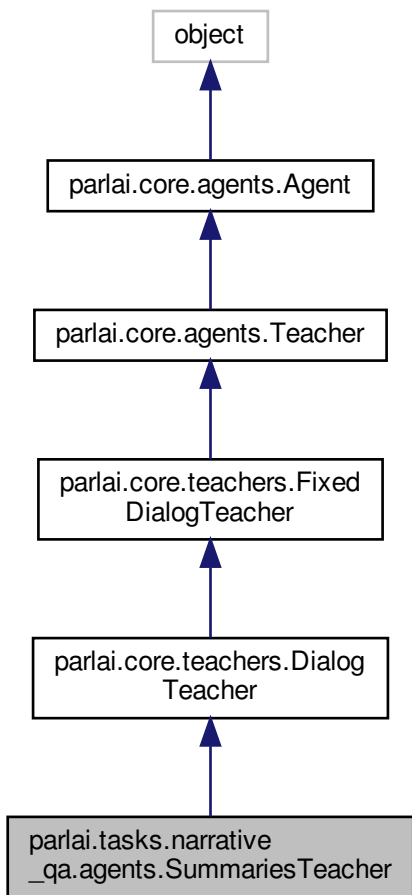 object
parlai.core.agents.Agent
parlai.core.agents.Teacher
parlai.core.teachers.Fixed
DialogTeacher
parlai.core.teachers.Dialog
Teacher
parlai.tasks.narrative
_qa.agents.SummariesTeacher